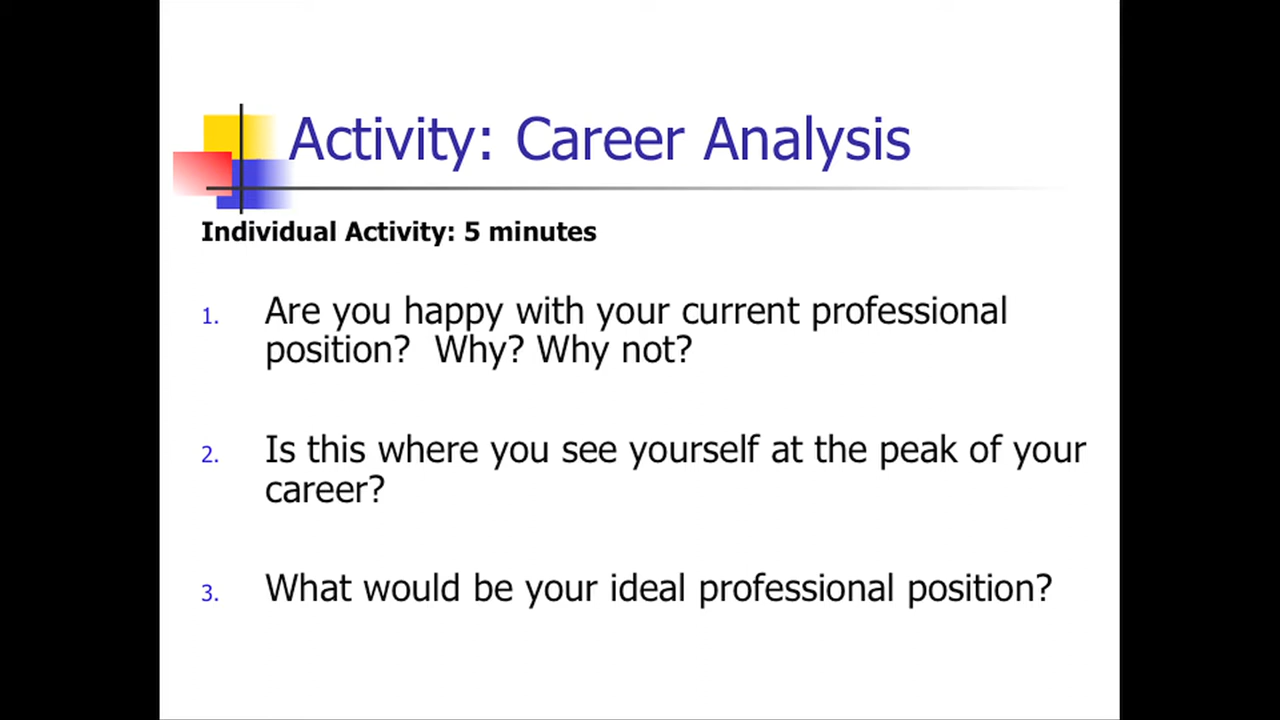 Activity: Career Analysis
Individual Activity: 5 minutes
1. Are you happy with your current professional
position?  Why? Why not?
2. Is this where you see yourself at the peak of your
career?
3. What would be your ideal professional position?